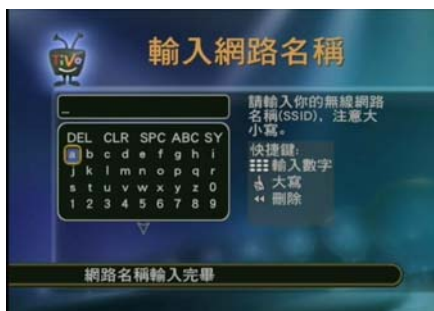 TiVo
輸入網路名稱
_
DEL CLR SPC ABC SY
a b c d e f g h i
j k l m n o p q r
s t u v w x y z 0
1 2 3 4 5 6 7 8 9
請輸入你的無線網路
名稱(SSID)，注意大
小寫。
快捷鍵:
輸入數字
大寫
刪除
網路名稱輸入完畢